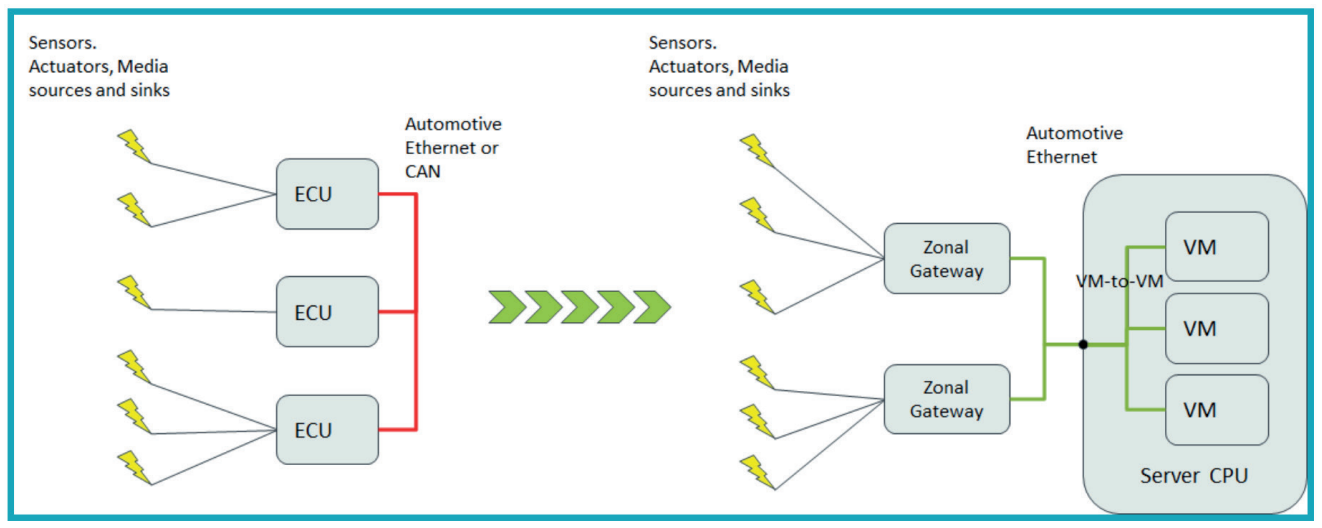 Sensors.
Actuators, Media
sources and sinks
Automotive
Ethernet or
CAN
ECU
ECU
ECU
Sensors.
Actuators, Media
sources and sinks
Automotive
Ethernet
Zonal
Gateway
Zonal
Gateway
VM-to-VM
VM
VM
VM
Server CPU